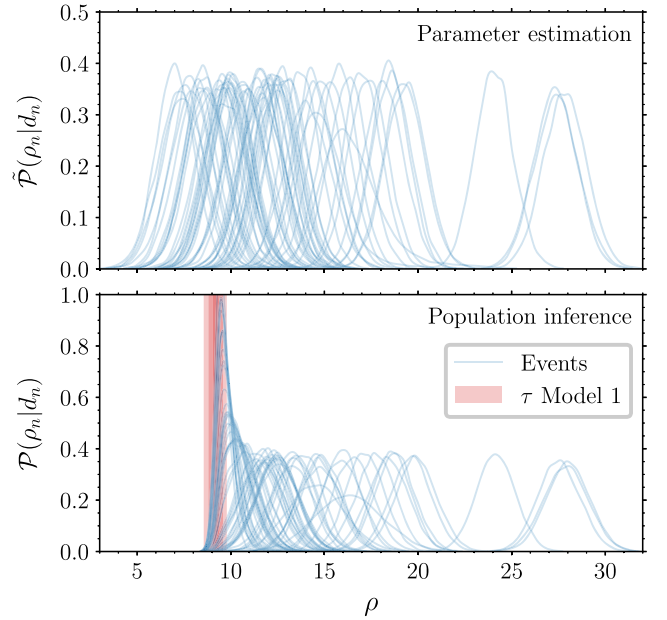 0.5
Parameter estimation
0.4
0.3
0.2
0.1
0.0
P̃(ρₙ|dₙ)
1.0
Population inference
0.8
Events
τ Model 1
0.6
0.4
0.2
0.0
P(ρₙ|dₙ)
5 10 15 20 25 30
ρ